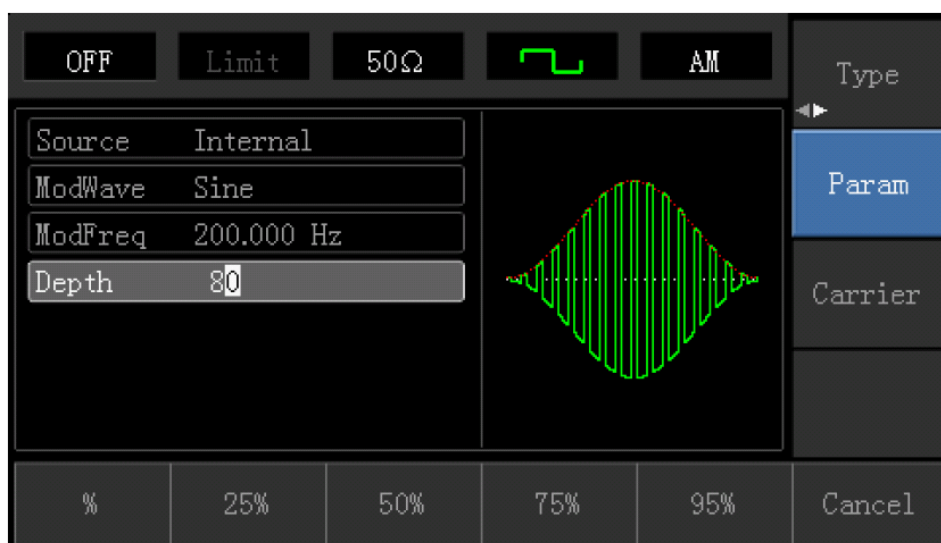 OFF Limit 50Ω AM
Type
Source Internal
ModWave Sine
Param
ModFreq 200.000 Hz
Depth 80
Carrier
% 25% 50% 75% 95% Cancel